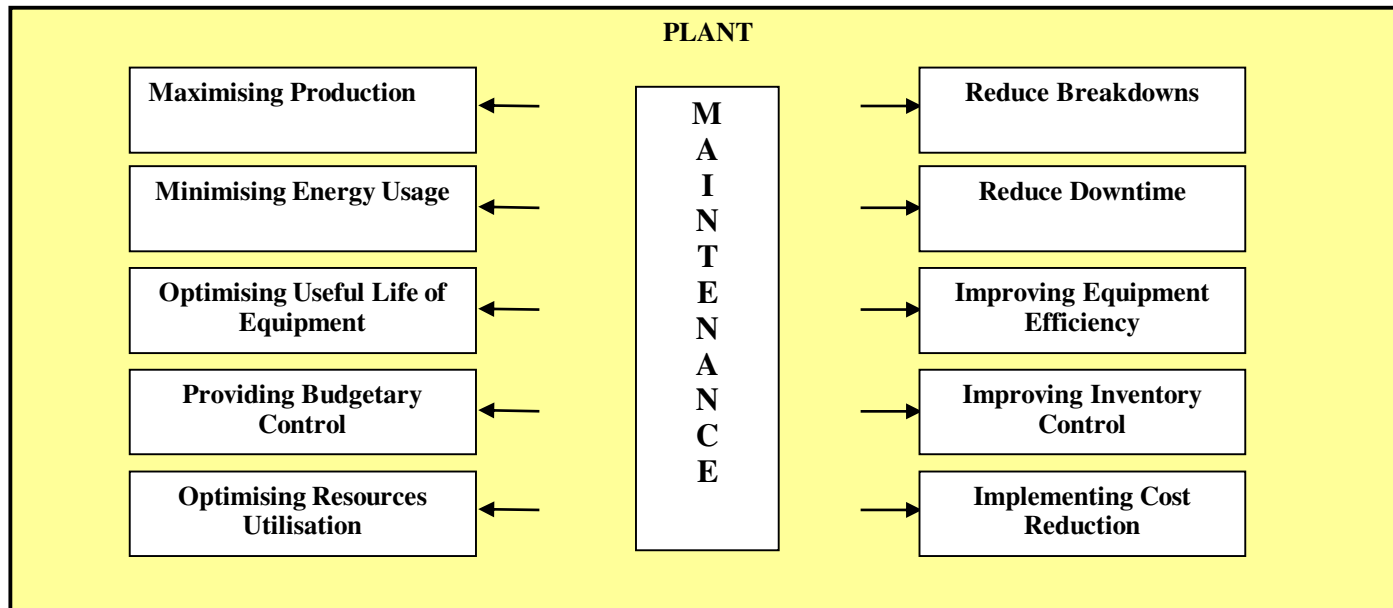 PLANT
Maximising Production
Minimising Energy Usage
Optimising Useful Life of
Equipment
Providing Budgetary
Control
Optimising Resources
Utilisation
M
A
I
N
T
E
N
A
N
C
E
Reduce Breakdowns
Reduce Downtime
Improving Equipment
Efficiency
Improving Inventory
Control
Implementing Cost
Reduction